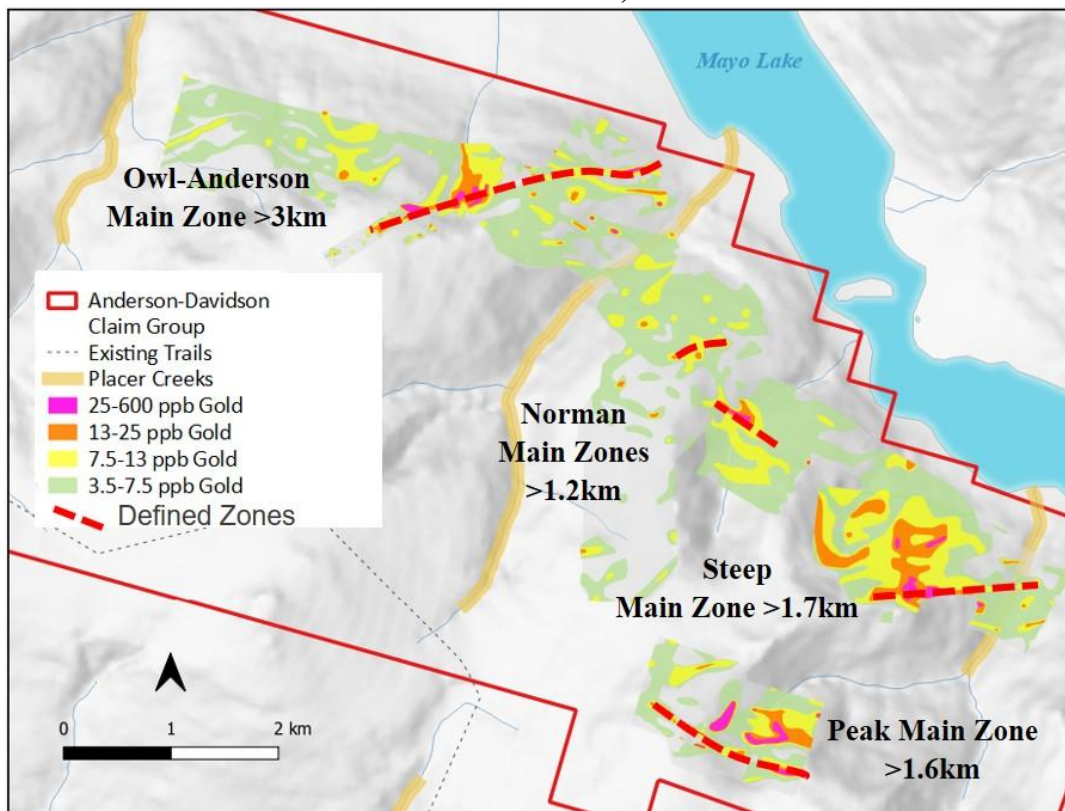 Mayo Lake
Owl-Anderson
Main Zone >3km
Anderson-Davidson
Claim Group
Existing Trails
Placer Creeks
25-600 ppb Gold
13-25 ppb Gold
7.5-13 ppb Gold
3.5-7.5 ppb Gold
Defined Zones
Norman
Main Zones
>1.2km
Steep
Main Zone >1.7km
Peak Main Zone
>1.6km
0 1 2 km